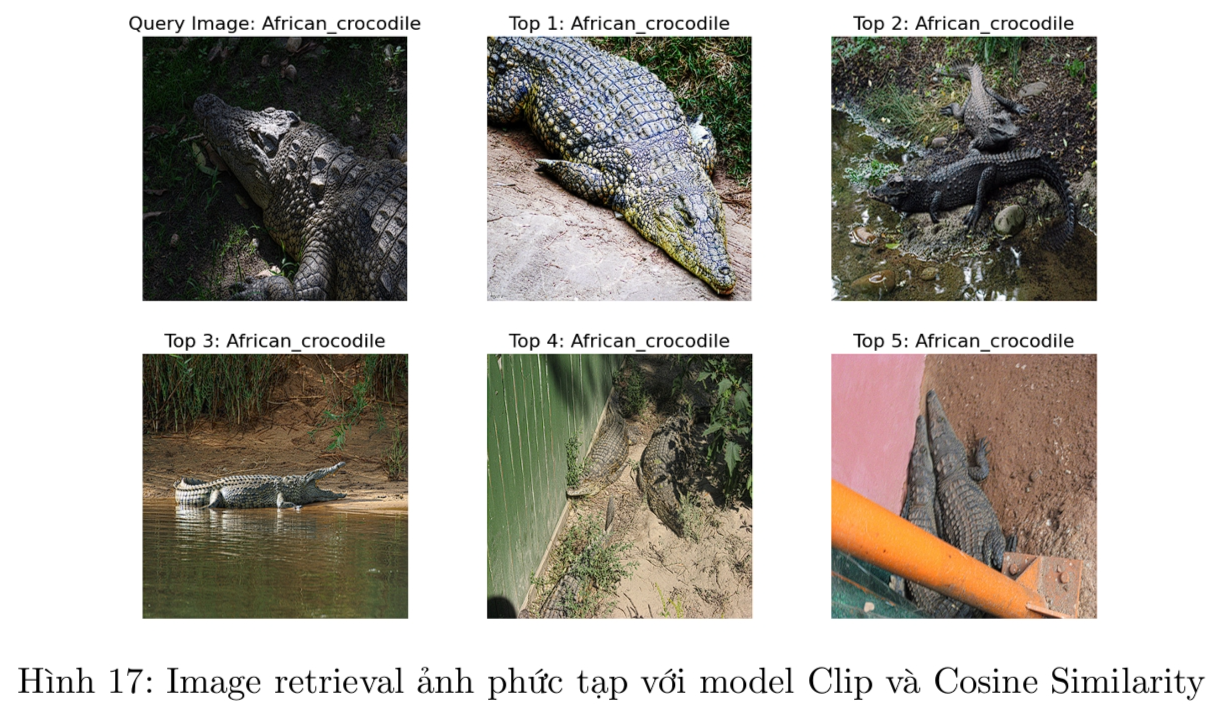 Query Image: African_crocodile
Top 1: African_crocodile
Top 2: African_crocodile
Top 3: African_crocodile
Top 4: African_crocodile
Top 5: African_crocodile
Hình 17: Image retrieval ảnh phức tạp với model Clip và Cosine Similarity